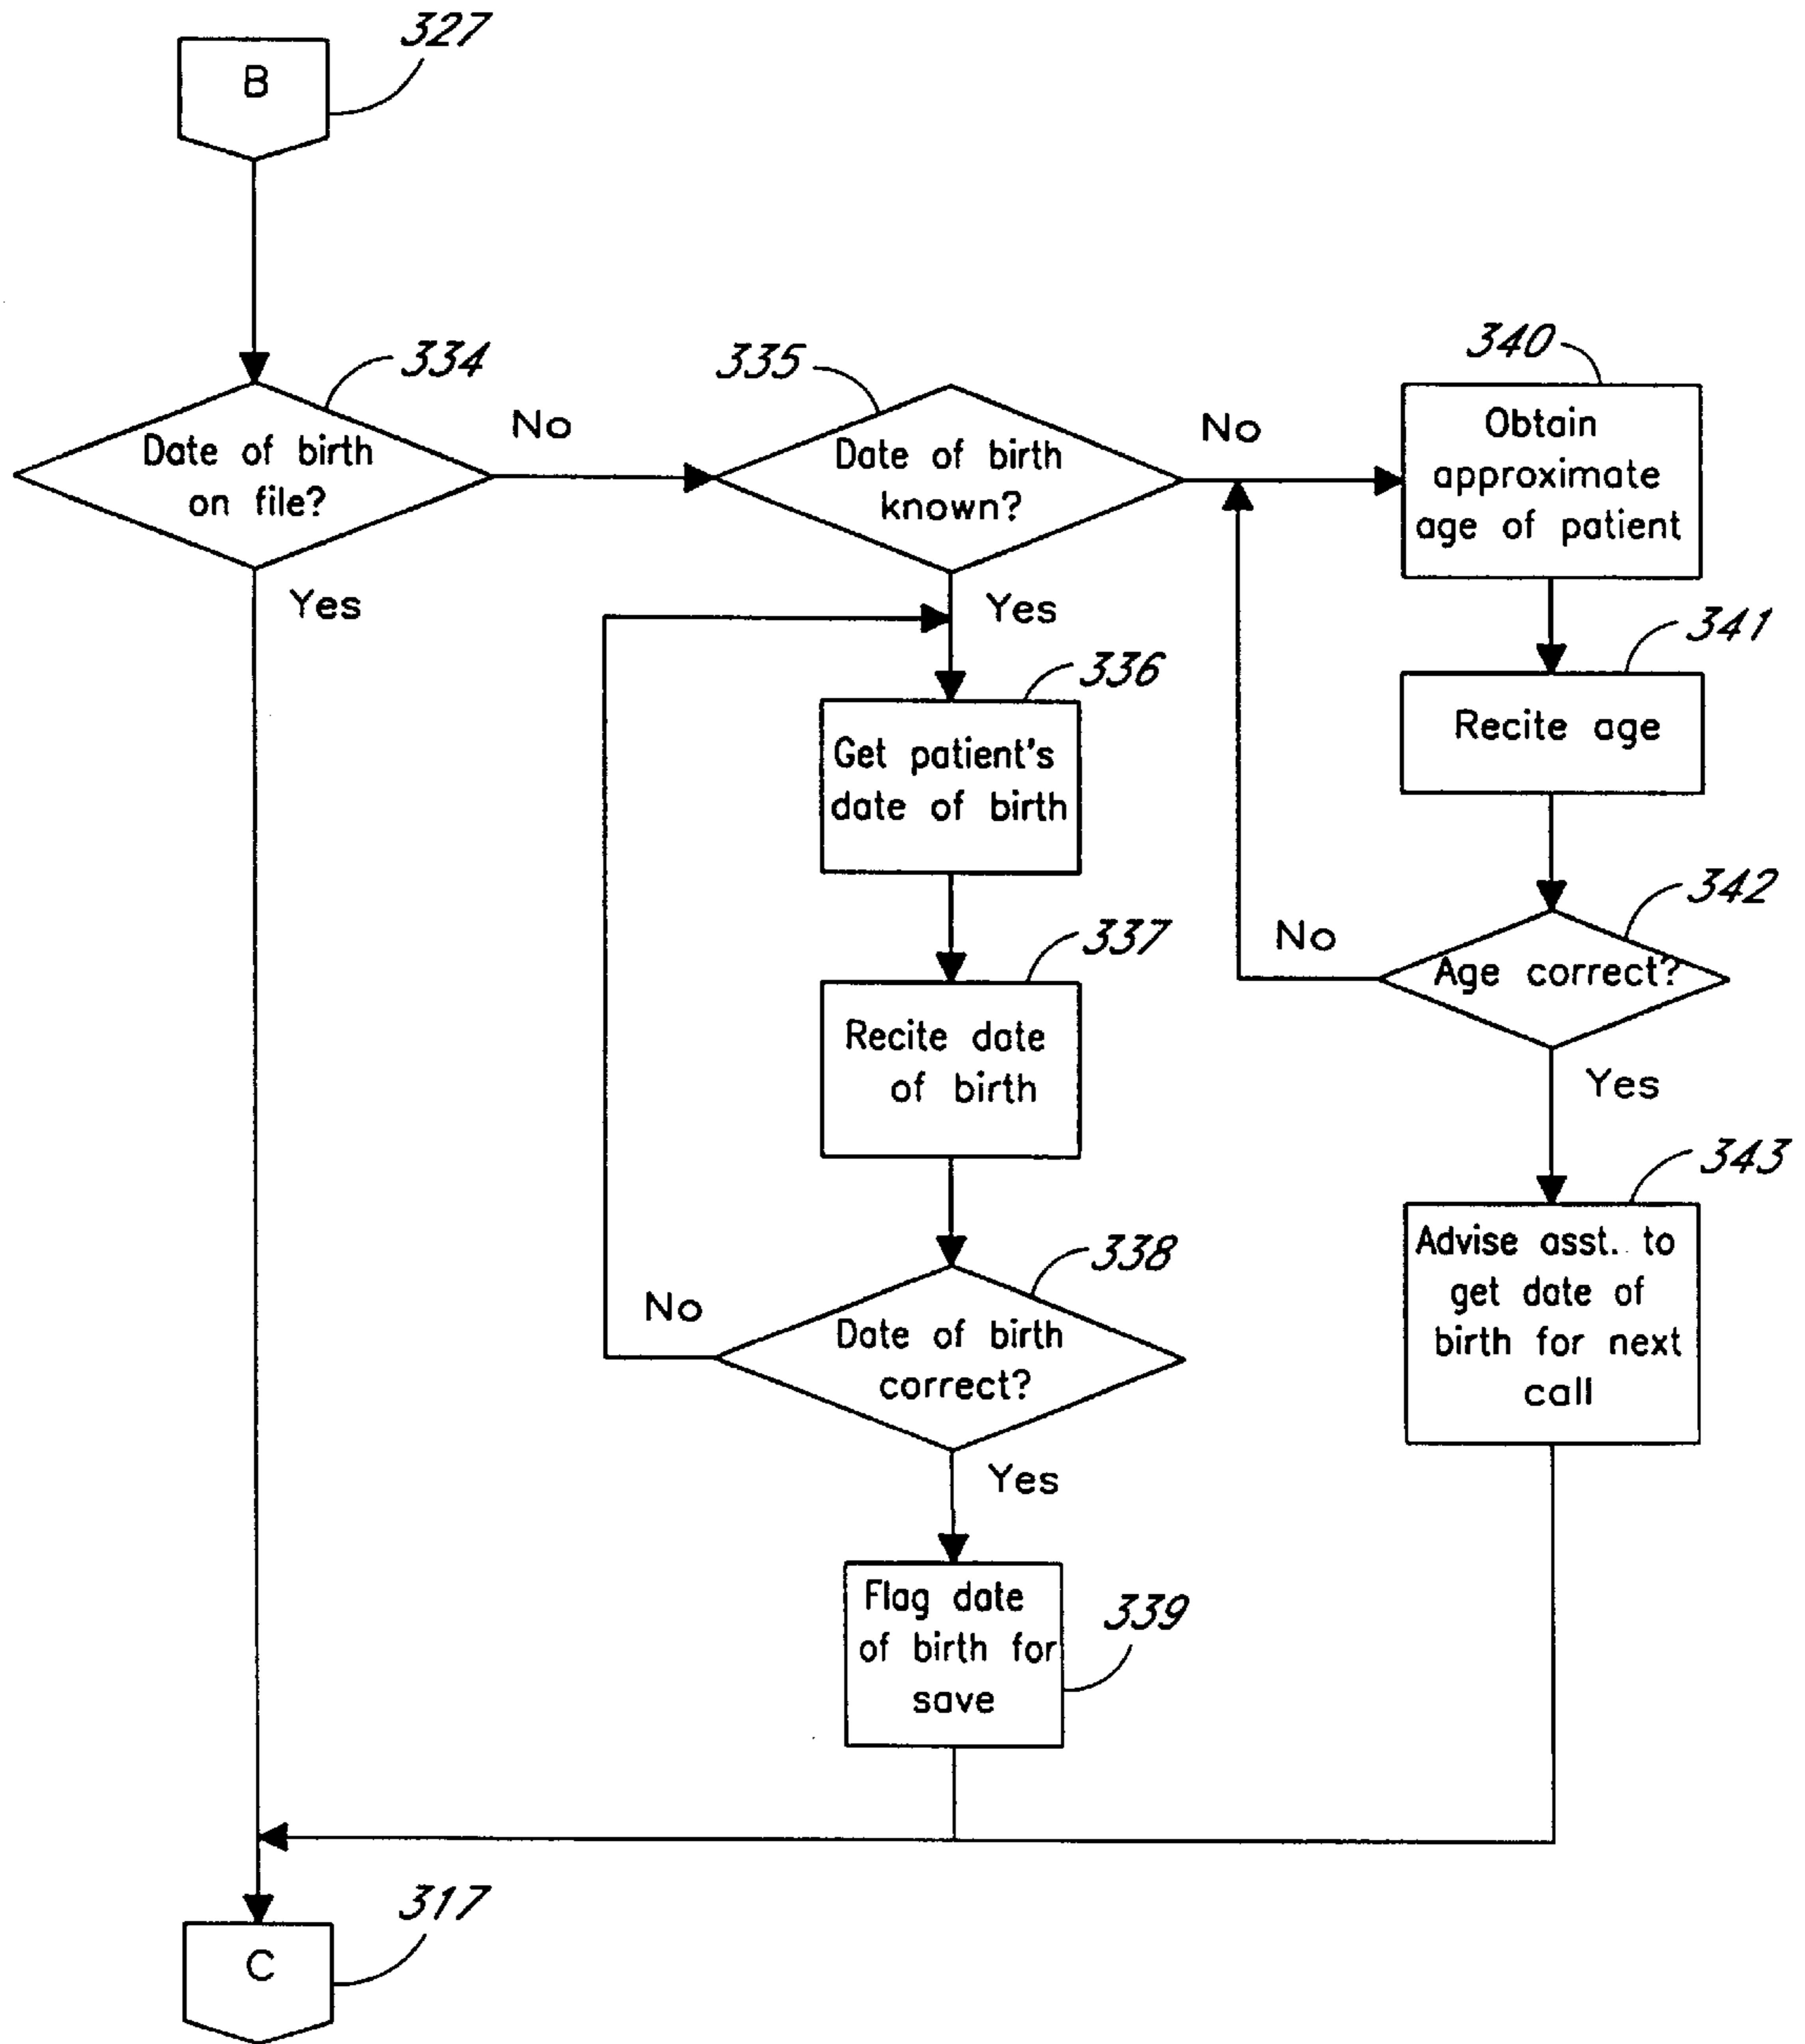 327
B
334
335
340
Date of birth
on file?
No
Date of birth
known?
No
Obtain
approximate
age of patient
Yes
Yes
341
Recite age
336
Get patient's
date of birth
342
No
Age correct?
Yes
337
Recite date
of birth
343
Advise asst. to
get date of
birth for next
call
338
No
Date of birth
correct?
Yes
339
Flag date
of birth for
save
317
C